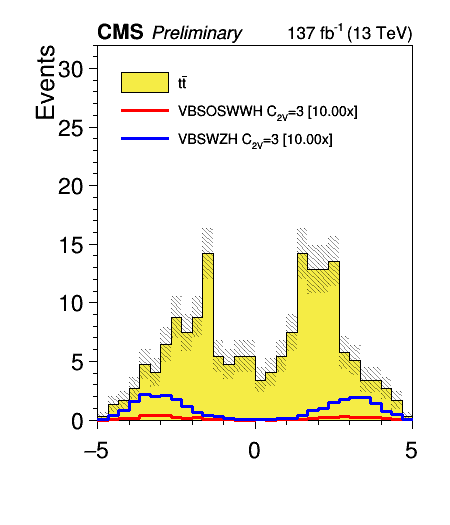 CMS Preliminary 137 fb⁻¹ (13 TeV)
Events
30
25
20
15
10
5
0
tt̄
VBSOSWWH C₂ᵥ=3 [10.00x]
VBSWZH C₂ᵥ=3 [10.00x]
−5 0 5